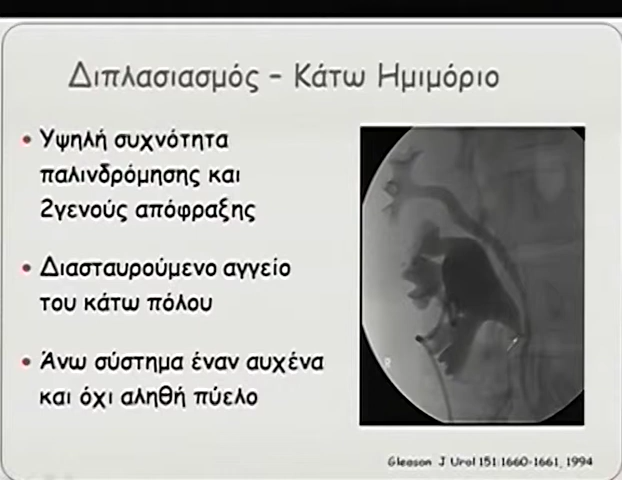 Διπλασιασμός - Κάτω Ημιμόριο
• Υψηλή συχνότητα
παλινδρόμησης και
2γενούς απόφραξης
• Διασταυρούμενο αγγείο
του κάτω πόλου
• Άνω σύστημα έναν αυχένα
και όχι αληθή πύελο
Gleason J Urol 151:1660-1661, 1994